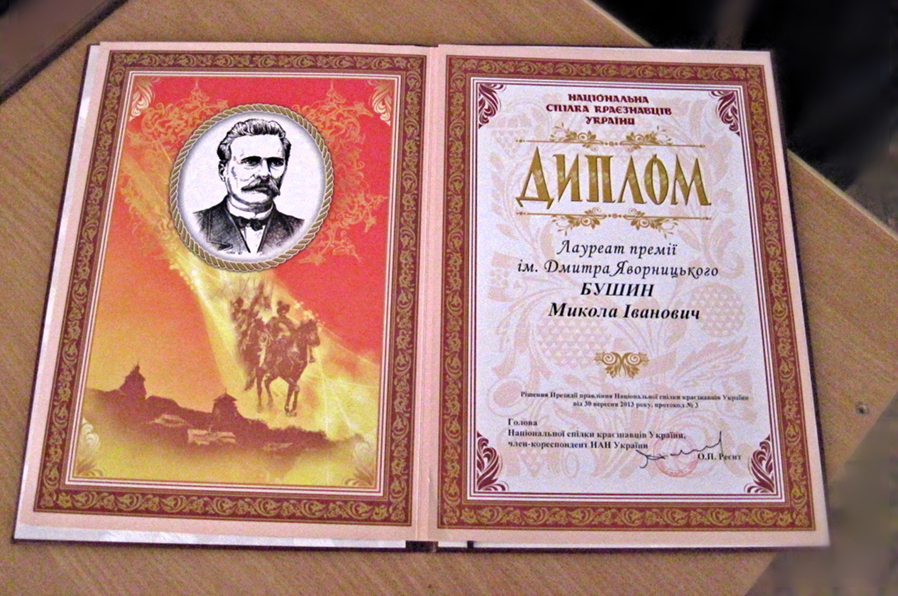 НАЦІОНАЛЬНА
СПІЛКА КРАЄЗНАВЦІВ
УКРАЇНИ
ДИПЛОМ
Лауреат премії
ім. Дмитра Яворницького
БУШИН
Микола Іванович
Рішення Президії правління Національної спілки краєзнавців України
від 30 вересня 2013 року, протокол № 3
Голова
Національної спілки краєзнавців України,
член-кореспондент НАН України
О.П. Реєнт